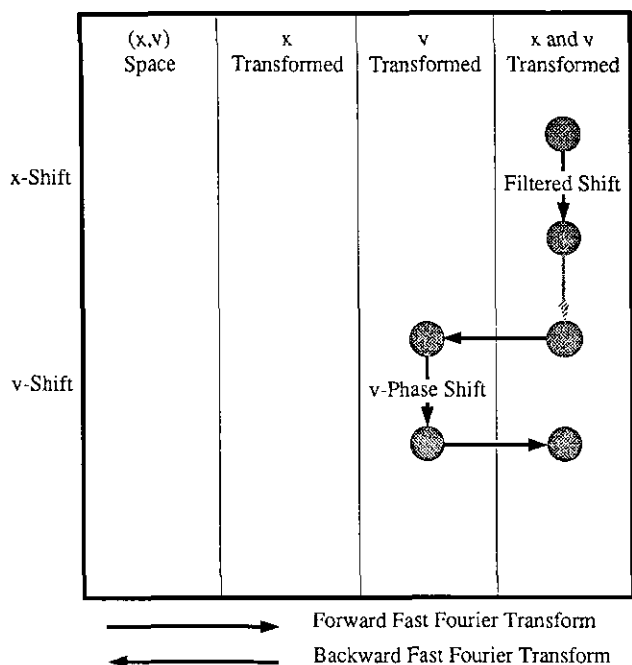 (x,v)
Space
x
Transformed
v
Transformed
x and v
Transformed
x-Shift
Filtered Shift
v-Shift
v-Phase Shift
Forward Fast Fourier Transform
Backward Fast Fourier Transform